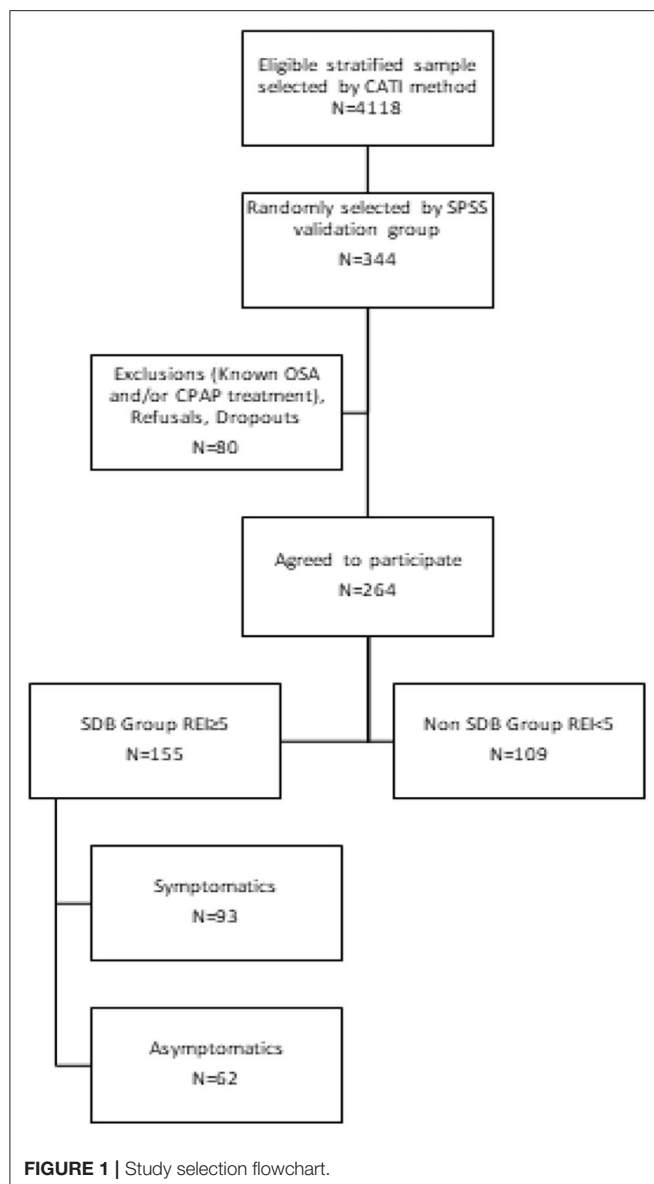 Eligible stratified sample
selected by CATI method
N=4118
Randomly selected by SPSS
validation group
N=344
Exclusions (Known OSA
and/or CPAP treatment),
Refusals, Dropouts
N=80
Agreed to participate
N=264
SDB Group REI≥5
N=155
Non SDB Group REI<5
N=109
Symptomatics
N=93
Asymptomatics
N=62
FIGURE 1 | Study selection flowchart.